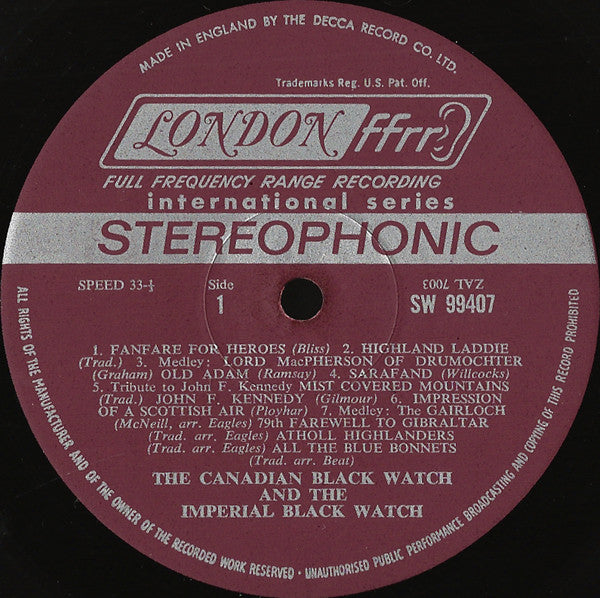 MADE IN ENGLAND BY THE DECCA RECORD CO. LTD.
Trademarks Reg. U.S. Pat. Off.
LONDON ffrr
FULL FREQUENCY RANGE RECORDING
international series
STEREOPHONIC
SPEED 33-⅓ Side ZAL 7003
1 SW 99407
1. FANFARE FOR HEROES (Bliss) 2. HIGHLAND LADDIE
(Trad.) 3. Medley: LORD MacPHERSON OF DRUMOCHTER
(Graham) OLD ADAM (Ramsay) 4. SARAFAND (Willcocks)
5. Tribute to John F. Kennedy MIST COVERED MOUNTAINS
(Trad.) JOHN F. KENNEDY (Gilmour) 6. IMPRESSION
OF A SCOTTISH AIR (Ployhar) 7. Medley: The GAIRLOCH
(McNeill, arr. Eagles) 79th FAREWELL TO GIBRALTAR
(Trad. arr. Eagles) ATHOLL HIGHLANDERS
(Trad. arr. Eagles) ALL THE BLUE BONNETS
(Trad. arr. Beat)
THE CANADIAN BLACK WATCH
AND THE
IMPERIAL BLACK WATCH
ALL RIGHTS OF THE MANUFACTURER AND OF THE OWNER OF THE RECORDED WORK RESERVED · UNAUTHORISED PUBLIC PERFORMANCE BROADCASTING AND COPYING OF THIS RECORD PROHIBITED